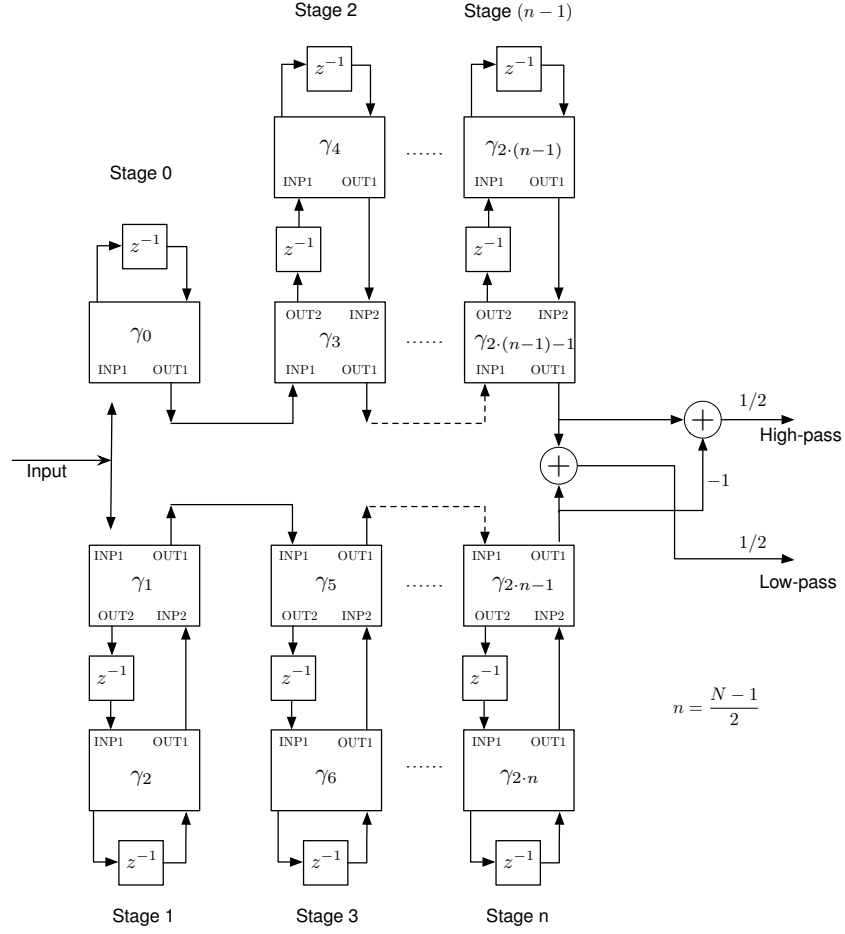 Stage 2
Stage (n − 1)
z⁻¹
z⁻¹
γ₄
INP1 OUT1
......
γ₂·₍ₙ₋₁₎
INP1 OUT1
Stage 0
z⁻¹
z⁻¹
z⁻¹
γ₀
INP1 OUT1
OUT2 INP2
γ₃
INP1 OUT1
......
OUT2 INP2
γ₂·₍ₙ₋₁₎₋₁
INP1 OUT1
+
1/2
High-pass
Input
+
−1
INP1 OUT1
γ₁
OUT2 INP2
INP1 OUT1
γ₅
OUT2 INP2
......
INP1 OUT1
γ₂·ₙ₋₁
OUT2 INP2
1/2
Low-pass
z⁻¹
z⁻¹
z⁻¹
n = (N − 1)/2
INP1 OUT1
γ₂
INP1 OUT1
γ₆
......
INP1 OUT1
γ₂·ₙ
z⁻¹
z⁻¹
z⁻¹
Stage 1
Stage 3
Stage n